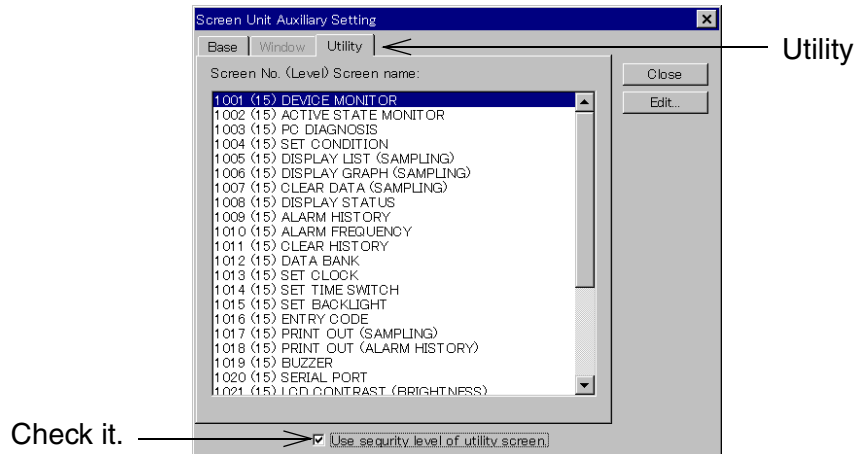 Screen Unit Auxiliary Setting
Base Window Utility
Utility
Screen No. (Level) Screen name:
Close
Edit...
1001 (15) DEVICE MONITOR
1002 (15) ACTIVE STATE MONITOR
1003 (15) PC DIAGNOSIS
1004 (15) SET CONDITION
1005 (15) DISPLAY LIST (SAMPLING)
1006 (15) DISPLAY GRAPH (SAMPLING)
1007 (15) CLEAR DATA (SAMPLING)
1008 (15) DISPLAY STATUS
1009 (15) ALARM HISTORY
1010 (15) ALARM FREQUENCY
1011 (15) CLEAR HISTORY
1012 (15) DATA BANK
1013 (15) SET CLOCK
1014 (15) SET TIME SWITCH
1015 (15) SET BACKLIGHT
1016 (15) ENTRY CODE
1017 (15) PRINT OUT (SAMPLING)
1018 (15) PRINT OUT (ALARM HISTORY)
1019 (15) BUZZER
1020 (15) SERIAL PORT
1021 (15) LCD CONTRAST (BRIGHTNESS)
Check it.
Use sequrity level of utility screen.